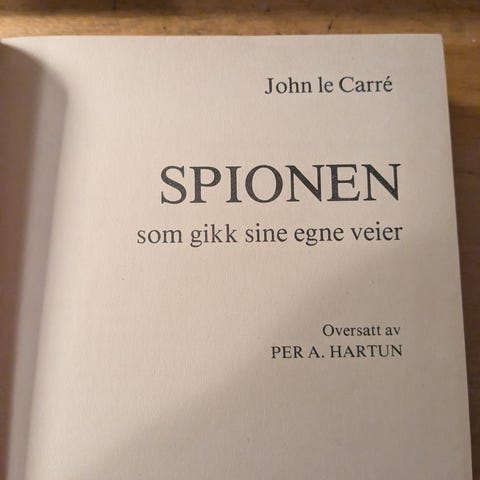 John le Carré
SPIONEN
som gikk sine egne veier
Oversatt av
PER A. HARTUN